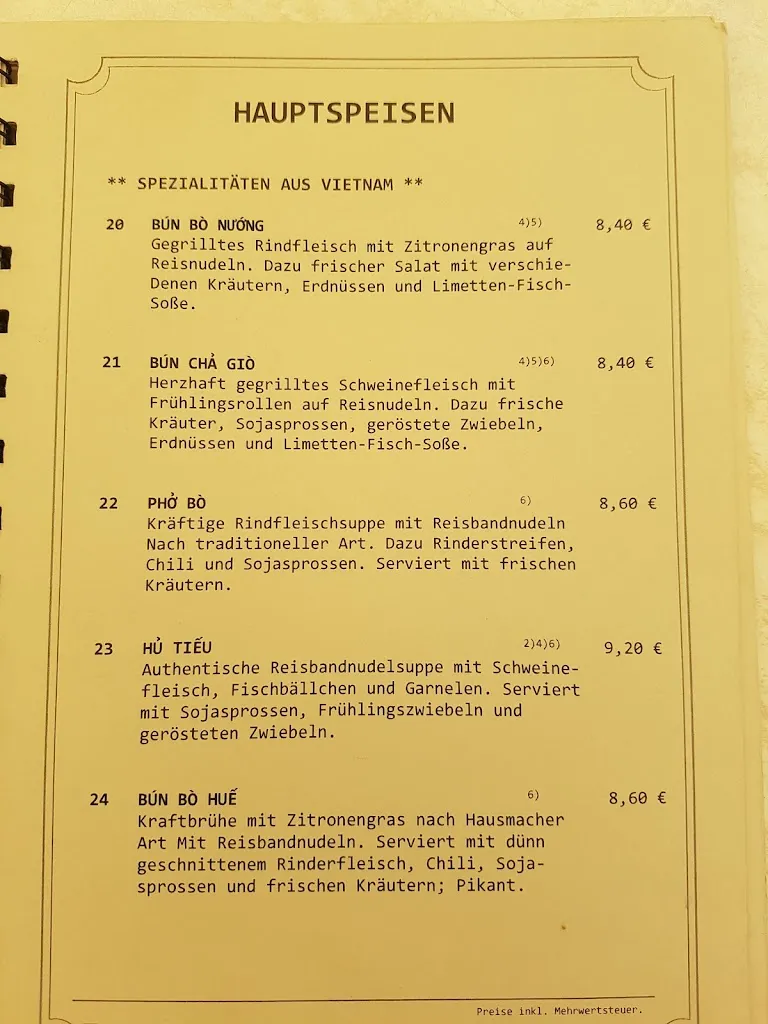 HAUPTSPEISEN
** SPEZIALITÄTEN AUS VIETNAM **
20 BÚN BÒ NƯỚNG 4)5) 8,40 €
Gegrilltes Rindfleisch mit Zitronengras auf
Reisnudeln. Dazu frischer Salat mit verschie-
Denen Kräutern, Erdnüssen und Limetten-Fisch-
Soße.
21 BÚN CHẢ GIÒ 4)5)6) 8,40 €
Herzhaft gegrilltes Schweinefleisch mit
Frühlingsrollen auf Reisnudeln. Dazu frische
Kräuter, Sojasprossen, geröstete Zwiebeln,
Erdnüssen und Limetten-Fisch-Soße.
22 PHỞ BÒ 6) 8,60 €
Kräftige Rindfleischsuppe mit Reisbandnudeln
Nach traditioneller Art. Dazu Rinderstreifen,
Chili und Sojasprossen. Serviert mit frischen
Kräutern.
23 HỦ TIẾU 2)4)6) 9,20 €
Authentische Reisbandnudelsuppe mit Schweine-
fleisch, Fischbällchen und Garnelen. Serviert
mit Sojasprossen, Frühlingszwiebeln und
gerösteten Zwiebeln.
24 BÚN BÒ HUẾ 6) 8,60 €
Kraftbrühe mit Zitronengras nach Hausmacher
Art Mit Reisbandnudeln. Serviert mit dünn
geschnittenem Rinderfleisch, Chili, Soja-
sprossen und frischen Kräutern; Pikant.
Preise inkl. Mehrwertsteuer.